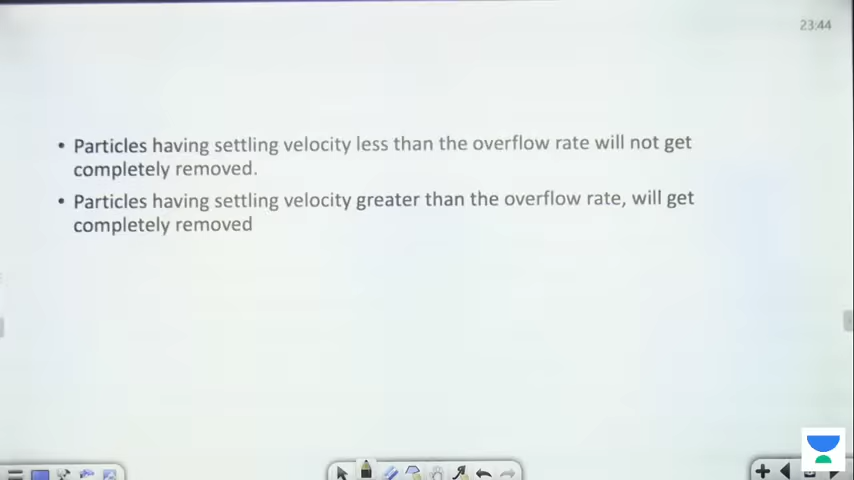 23:44
• Particles having settling velocity less than the overflow rate will not get
completely removed.
• Particles having settling velocity greater than the overflow rate, will get
completely removed